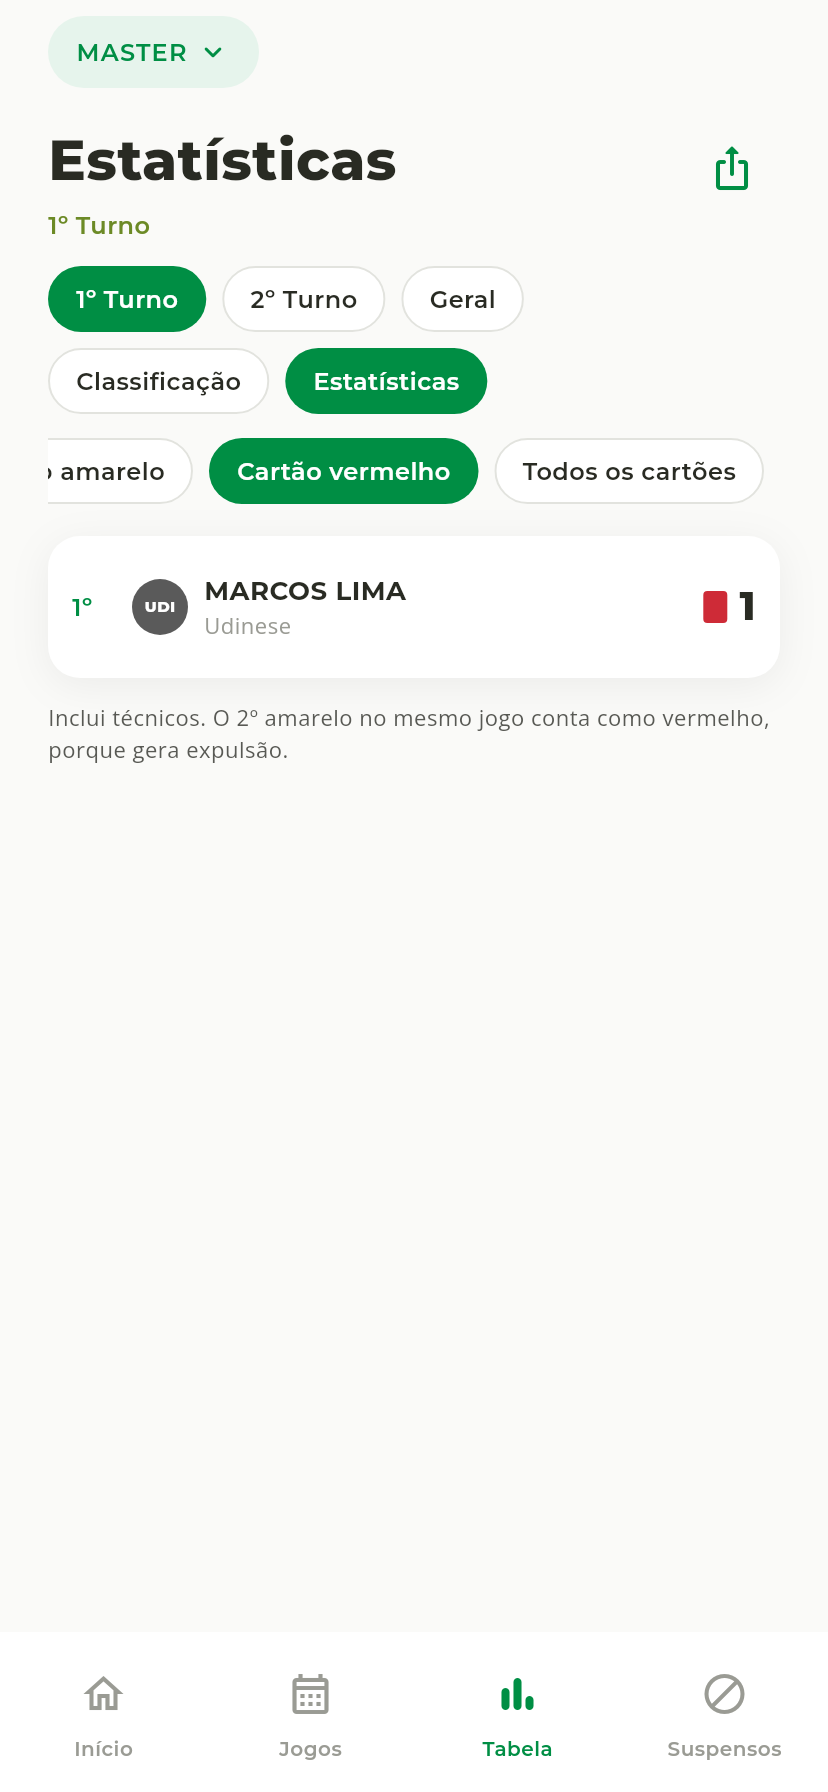 MASTER
Estatísticas
1º Turno
1º Turno 2º Turno Geral
Classificação Estatísticas
amarelo Cartão vermelho Todos os cartões
1º UDI MARCOS LIMA 1
Udinese
Inclui técnicos. O 2º amarelo no mesmo jogo conta como vermelho,
porque gera expulsão.
Início Jogos Tabela Suspensos